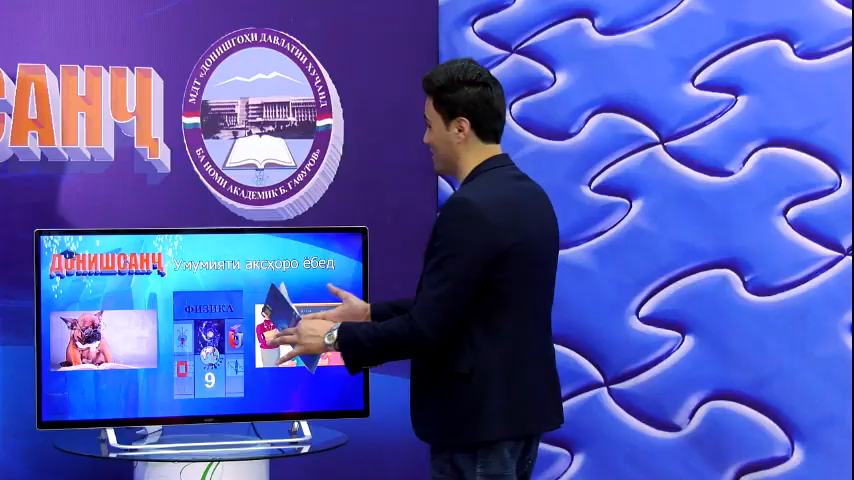 САНҶ
МДТ «ДОНИШГОҲИ ДАВЛАТИИ ХУҶАНД
БА НОМИ АКАДЕМИК Б. ҒАФУРОВ»
ДОНИШСАНҶ
Умумияти аксҳоро ёбед
ФИЗИКА
9